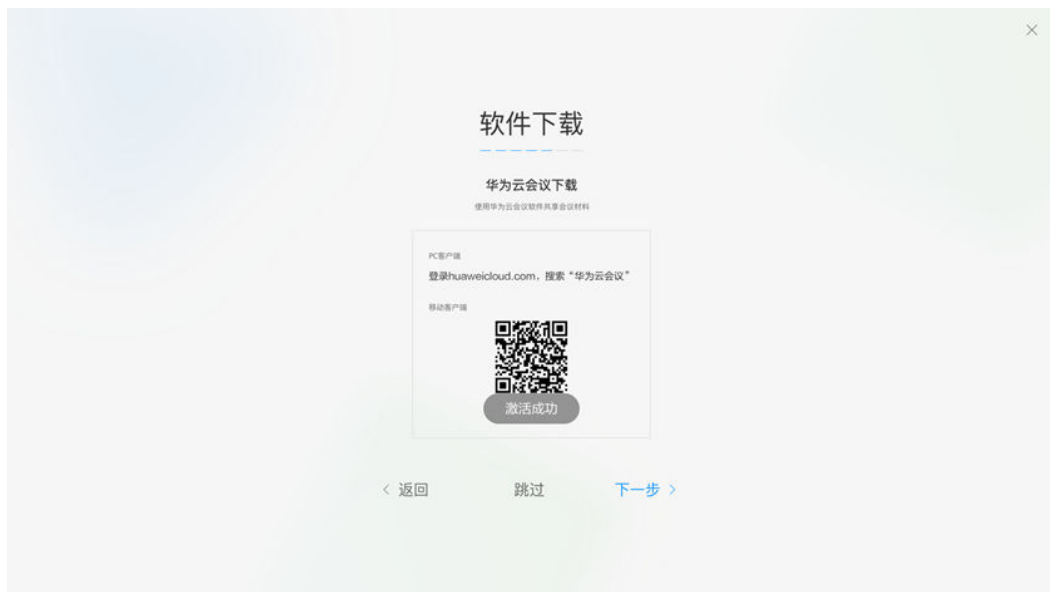 软件下载
华为云会议下载
使用华为云会议软件共享会议材料
PC客户端
登录huaweicloud.com，搜索“华为云会议”
移动客户端
激活成功
返回 跳过 下一步